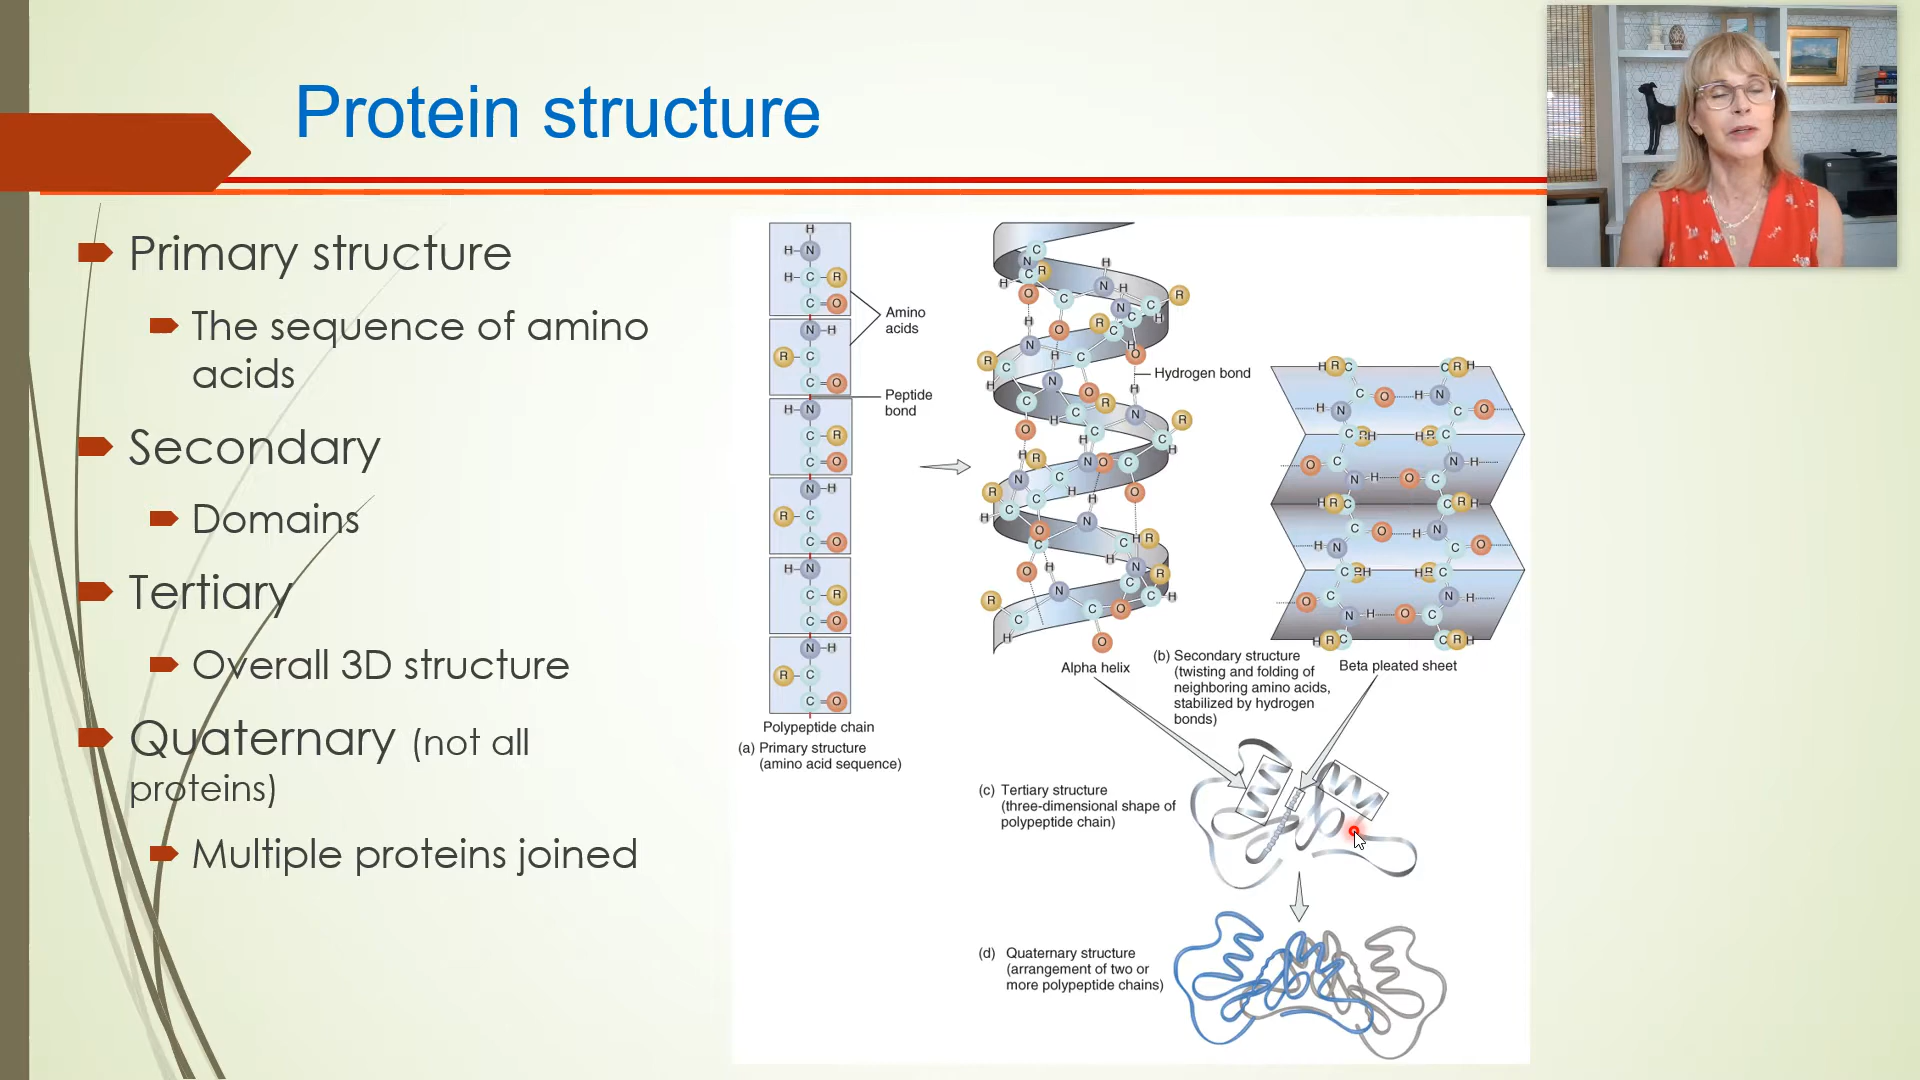 Protein structure
Primary structure
The sequence of amino
acids
Secondary
Domains
Tertiary
Overall 3D structure
Quaternary (not all
proteins)
Multiple proteins joined
Amino
acids
Peptide
bond
Polypeptide chain
(a) Primary structure
(amino acid sequence)
Hydrogen bond
Alpha helix
(b) Secondary structure
(twisting and folding of
neighboring amino acids,
stabilized by hydrogen
bonds)
Beta pleated sheet
(c) Tertiary structure
(three-dimensional shape of
polypeptide chain)
(d) Quaternary structure
(arrangement of two or
more polypeptide chains)